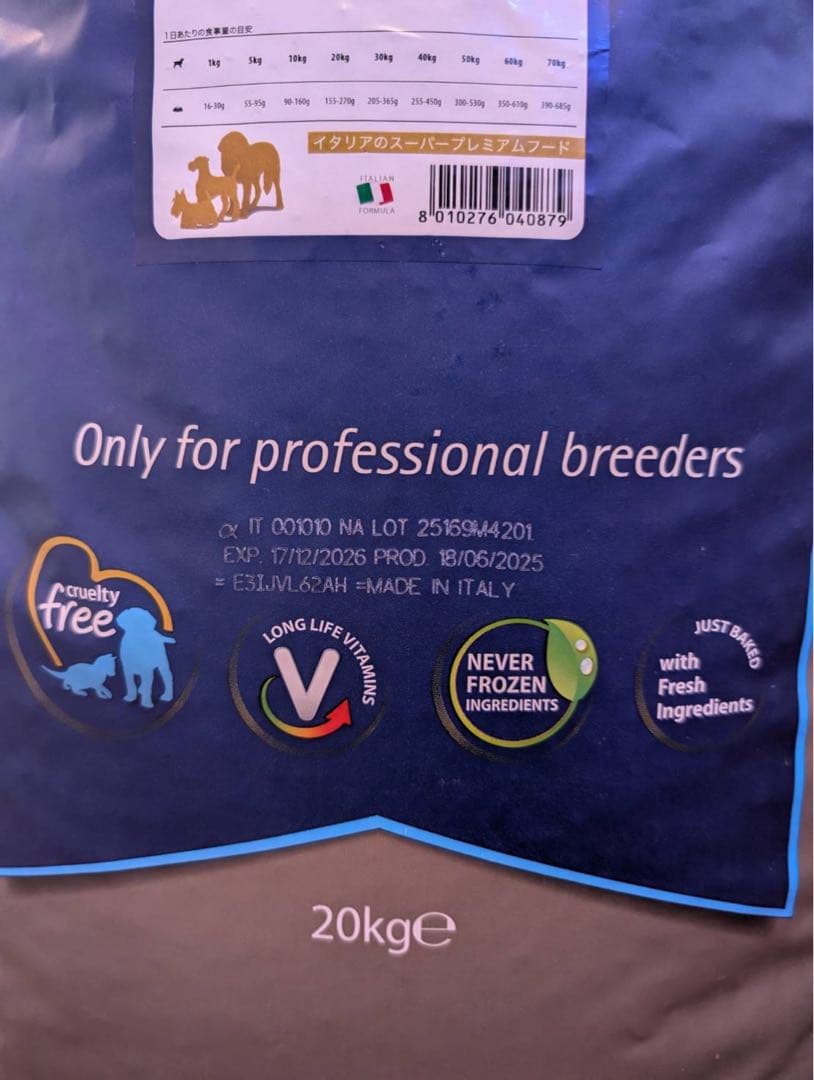 1日あたりの食事量の目安
1kg 5kg 10kg 20kg 30kg 40kg 50kg 60kg 70kg
16-30g 55-95g 90-160g 155-270g 205-365g 255-450g 300-530g 350-610g 390-685g
イタリアのスーパープレミアムフード
ITALIAN
FORMULA
8 010276 040879
Only for professional breeders
α IT 001010 NA LOT 25169M4201
EXP. 17/12/2026 PROD. 18/06/2025
= E3IJVL62AH =MADE IN ITALY
cruelty
free
LONG LIFE VITAMINS
V
NEVER
FROZEN
INGREDIENTS
JUST BAKED
with
Fresh
Ingredients
20kg℮